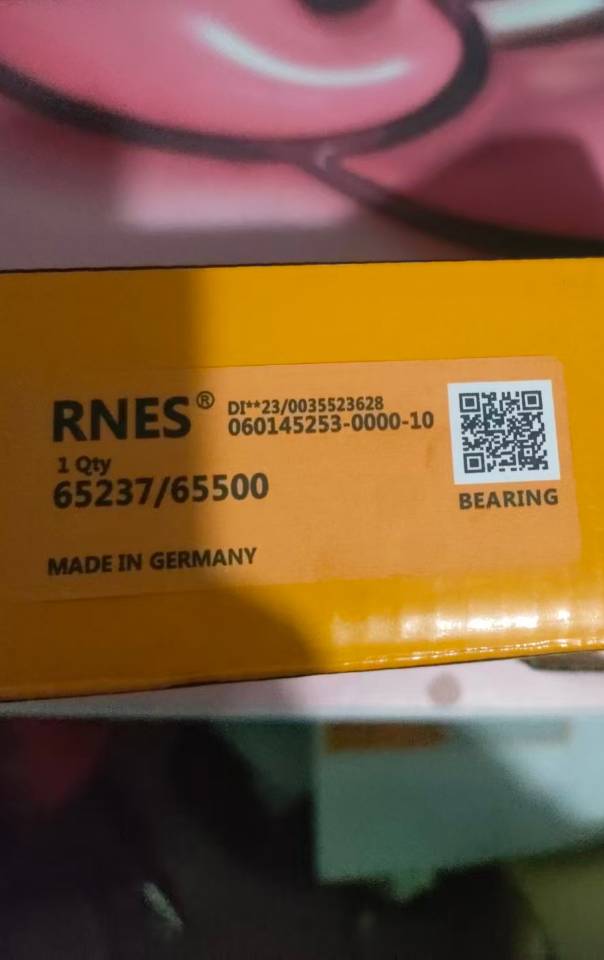 RNES®
DI**23/0035523628
060145253-0000-10
1 Qty
65237/65500
BEARING
MADE IN GERMANY